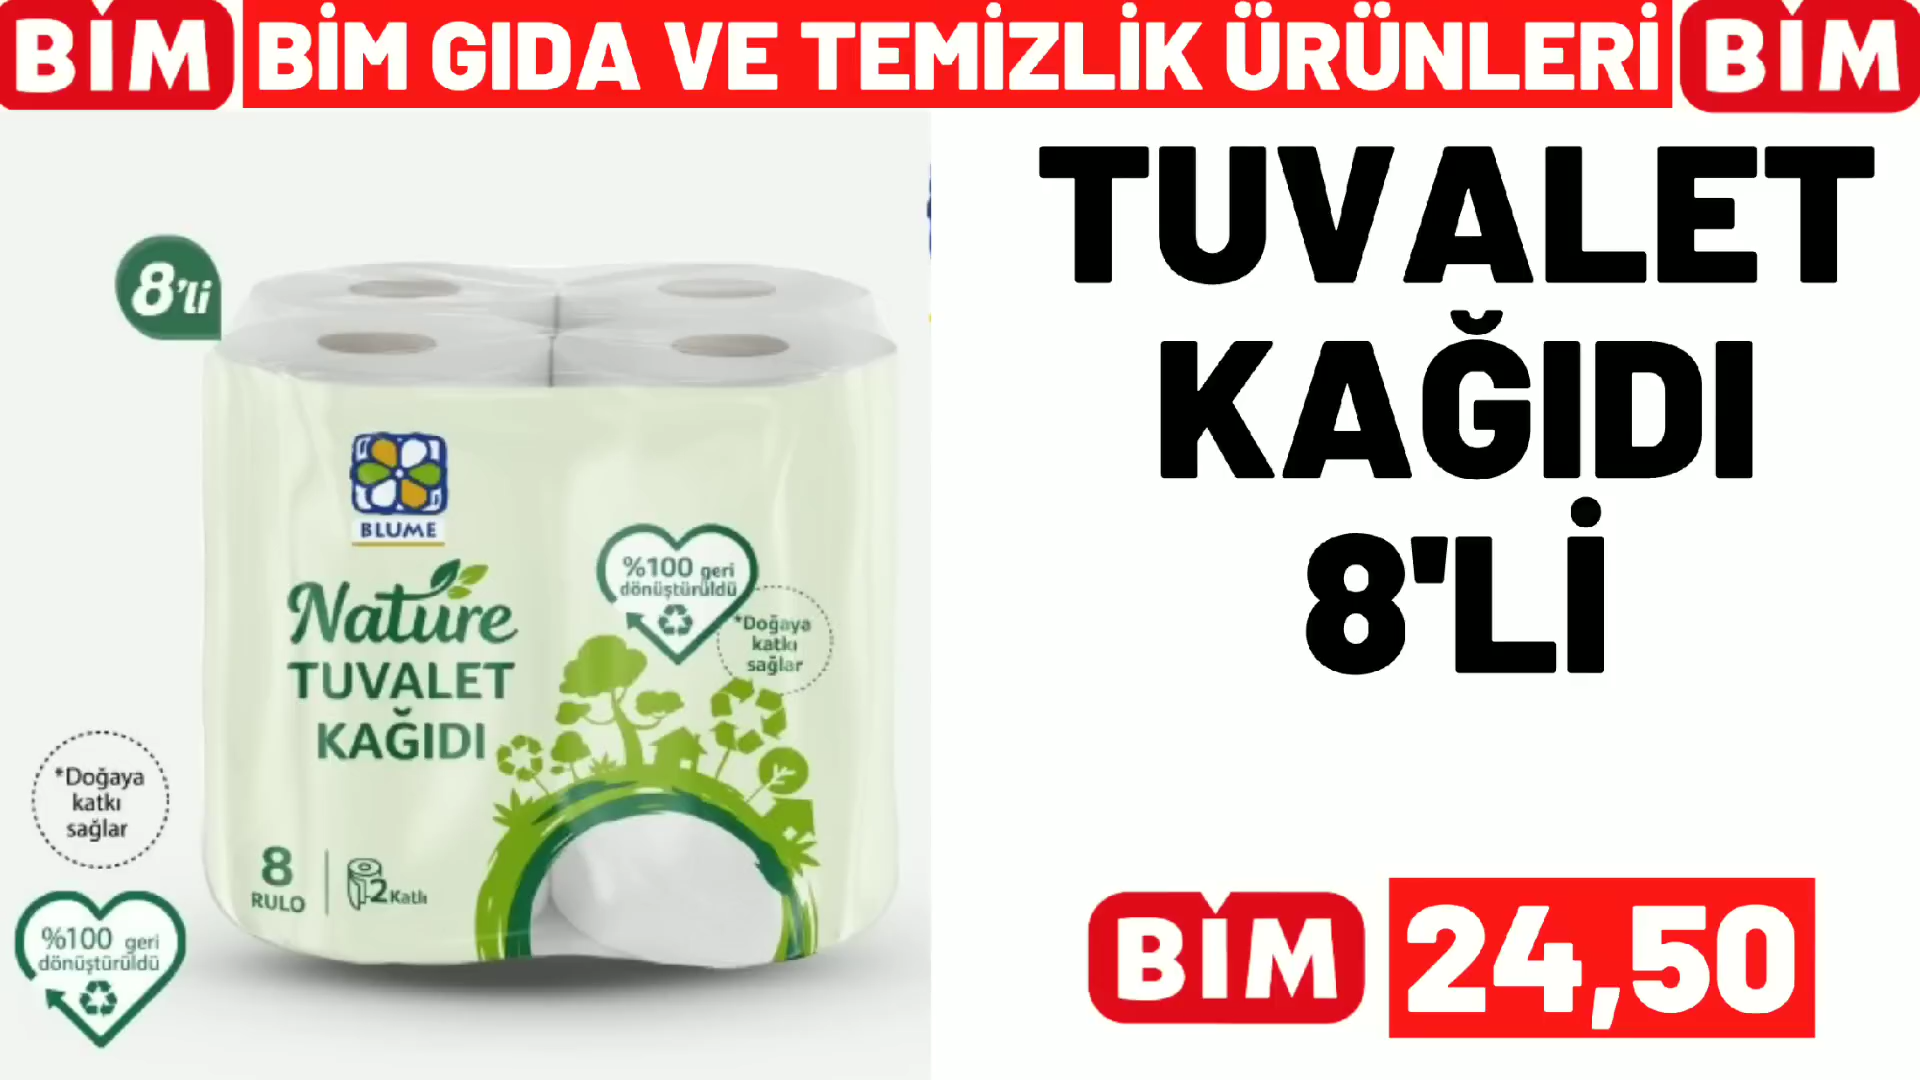 BİM
BİM GIDA VE TEMİZLİK ÜRÜNLERİ
BİM
8'li
BLUME
Nature
TUVALET
KAĞIDI
%100 geri
dönüştürüldü
*Doğaya
katkı
sağlar
8
RULO
2 Katlı
*Doğaya
katkı
sağlar
%100 geri
dönüştürüldü
TUVALET
KAĞIDI
8'Lİ
BİM
24,50